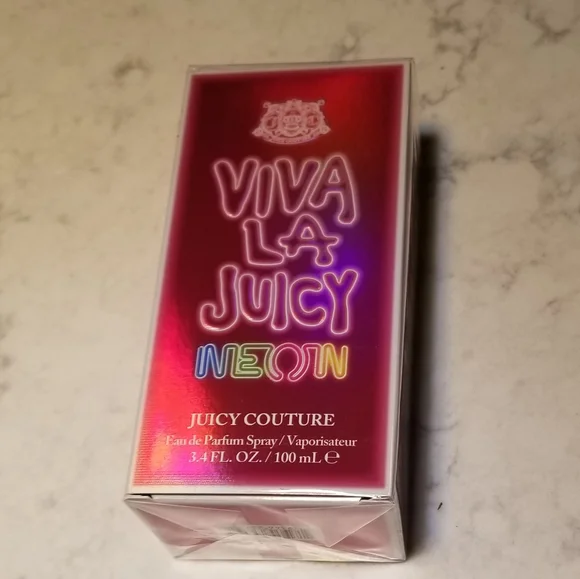 VIVA
LA
JUICY
NEON
JUICY COUTURE
Eau de Parfum Spray / Vaporisateur
3.4 FL. OZ. / 100 mL ℮